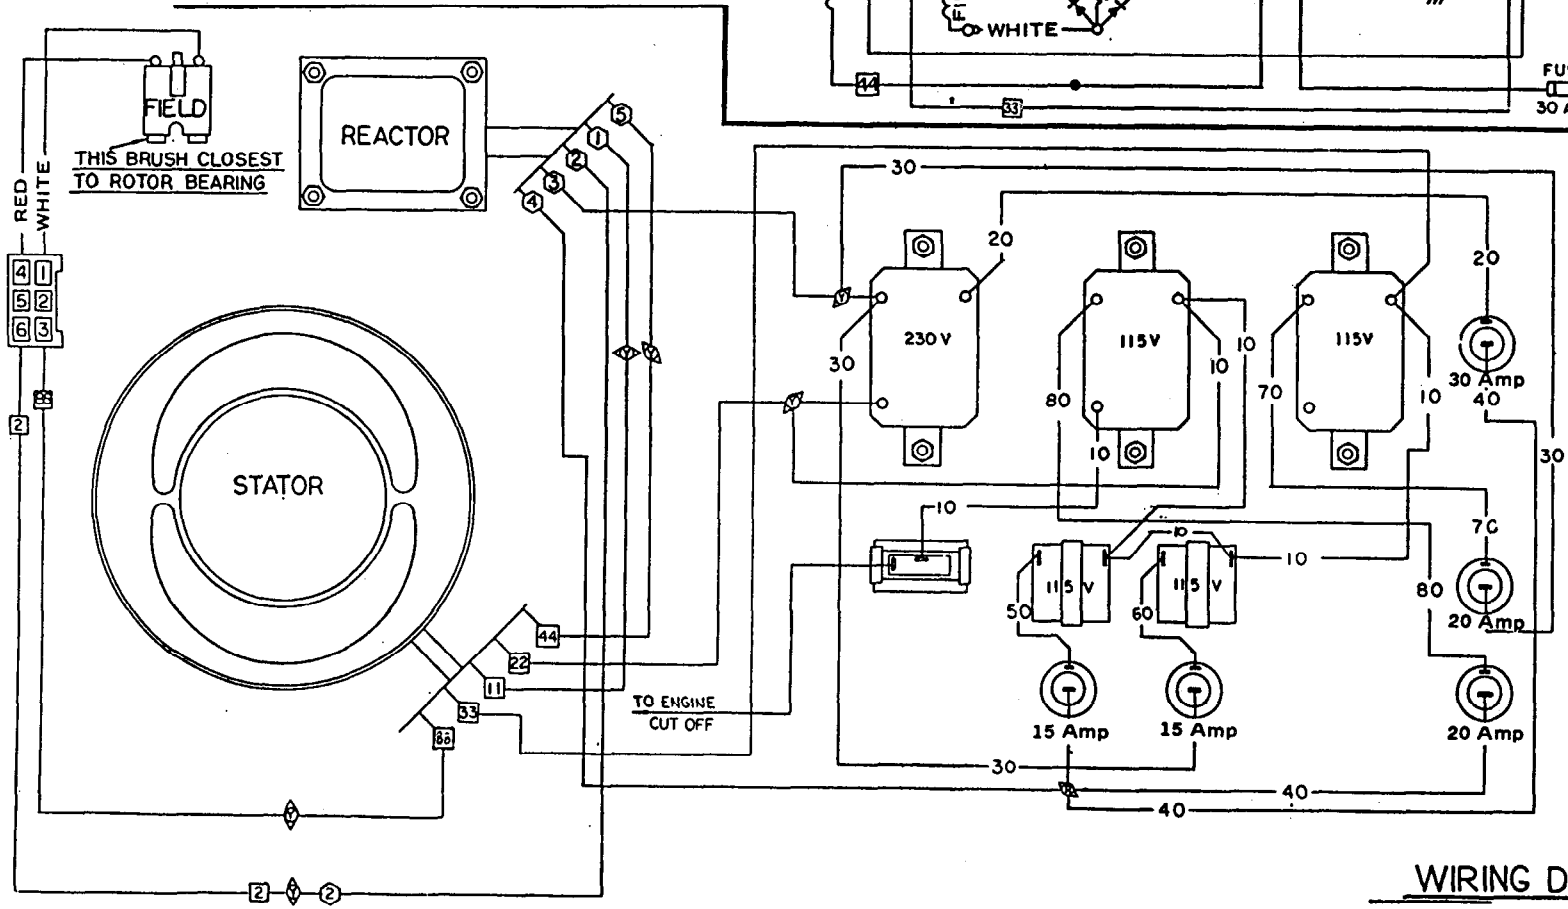 WHITE
44
33
FU
30 A
FIELD
THIS BRUSH CLOSEST
TO ROTOR BEARING
RED
WHITE
REACTOR
5
1
2
3
4
4 1
5 2
6 3
2
STATOR
30
20
20
Y
230V
115V
115V
30
10
10
80
70
10
30 Amp
40
30
Y
10
10
10
10
70
80
20 Amp
115 V
115 V
50
60
44
22
11
33
88
TO ENGINE
CUT OFF
15 Amp
15 Amp
20 Amp
30
40
40
Y
2
Y
2
WIRING D